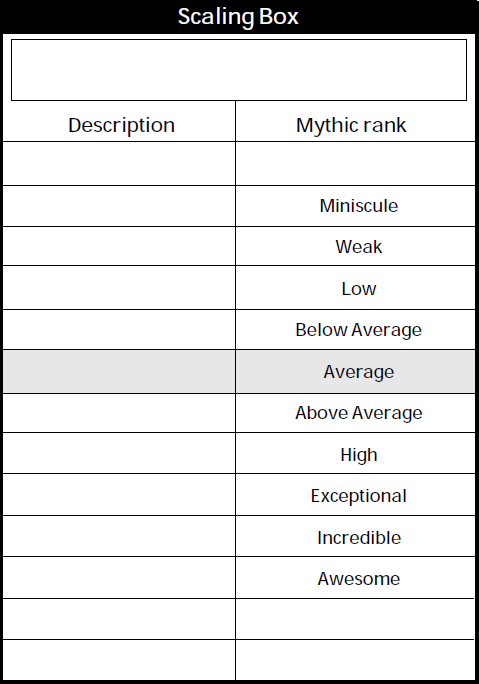 Scaling Box
Description Mythic rank
Miniscule
Weak
Low
Below Average
Average
Above Average
High
Exceptional
Incredible
Awesome